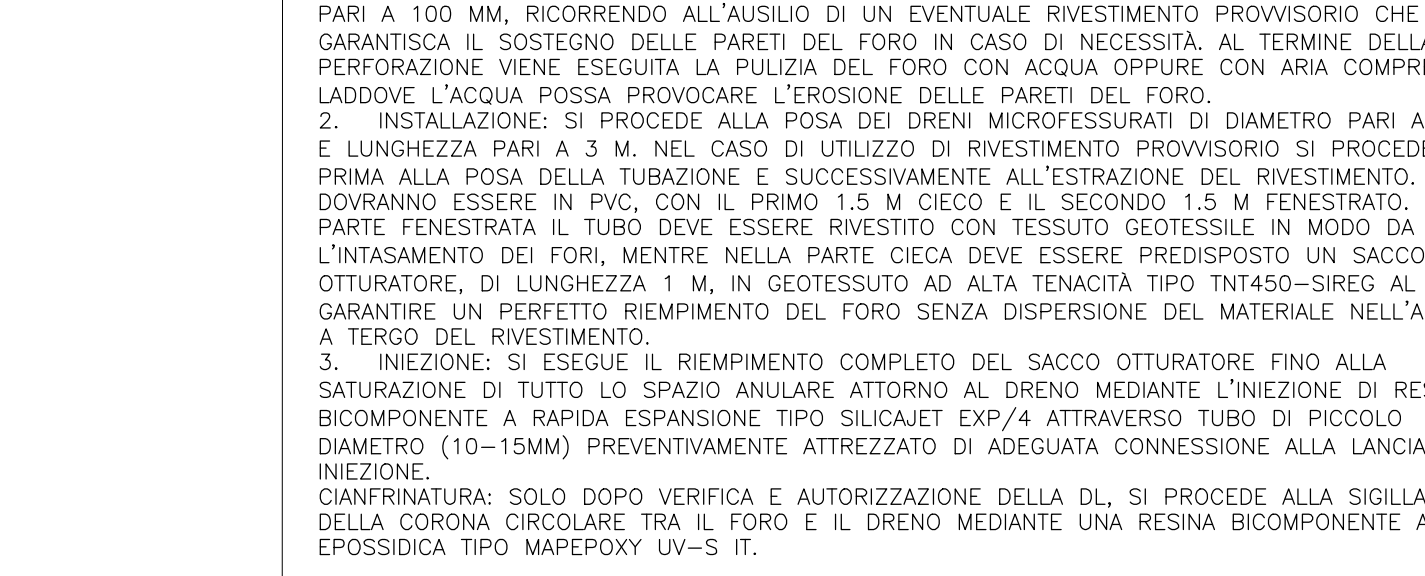 PARI A 100 MM, RICORRENDO ALL'AUSILIO DI UN EVENTUALE RIVESTIMENTO PROVVISORIO CHE
GARANTISCA IL SOSTEGNO DELLE PARETI DEL FORO IN CASO DI NECESSITÀ. AL TERMINE DELLA
PERFORAZIONE VIENE ESEGUITA LA PULIZIA DEL FORO CON ACQUA OPPURE CON ARIA COMPRE
LADDOVE L'ACQUA POSSA PROVOCARE L'EROSIONE DELLE PARETI DEL FORO.
2. INSTALLAZIONE: SI PROCEDE ALLA POSA DEI DRENI MICROFESSURATI DI DIAMETRO PARI A
E LUNGHEZZA PARI A 3 M. NEL CASO DI UTILIZZO DI RIVESTIMENTO PROVVISORIO SI PROCEDE
PRIMA ALLA POSA DELLA TUBAZIONE E SUCCESSIVAMENTE ALL'ESTRAZIONE DEL RIVESTIMENTO.
DOVRANNO ESSERE IN PVC, CON IL PRIMO 1.5 M CIECO E IL SECONDO 1.5 M FENESTRATO.
PARTE FENESTRATA IL TUBO DEVE ESSERE RIVESTITO CON TESSUTO GEOTESSILE IN MODO DA
L'INTASAMENTO DEI FORI, MENTRE NELLA PARTE CIECA DEVE ESSERE PREDISPOSTO UN SACCO
OTTURATORE, DI LUNGHEZZA 1 M, IN GEOTESSUTO AD ALTA TENACITÀ TIPO TNT450-SIREG AL
GARANTIRE UN PERFETTO RIEMPIMENTO DEL FORO SENZA DISPERSIONE DEL MATERIALE NELL'A
A TERGO DEL RIVESTIMENTO.
3. INIEZIONE: SI ESEGUE IL RIEMPIMENTO COMPLETO DEL SACCO OTTURATORE FINO ALLA
SATURAZIONE DI TUTTO LO SPAZIO ANULARE ATTORNO AL DRENO MEDIANTE L'INIEZIONE DI RES
BICOMPONENTE A RAPIDA ESPANSIONE TIPO SILICAJET EXP/4 ATTRAVERSO TUBO DI PICCOLO
DIAMETRO (10-15MM) PREVENTIVAMENTE ATTREZZATO DI ADEGUATA CONNESSIONE ALLA LANCIA
INIEZIONE.
CIANFRINATURA: SOLO DOPO VERIFICA E AUTORIZZAZIONE DELLA DL, SI PROCEDE ALLA SIGILLA
DELLA CORONA CIRCOLARE TRA IL FORO E IL DRENO MEDIANTE UNA RESINA BICOMPONENTE A
EPOSSIDICA TIPO MAPEPOXY UV-S IT.